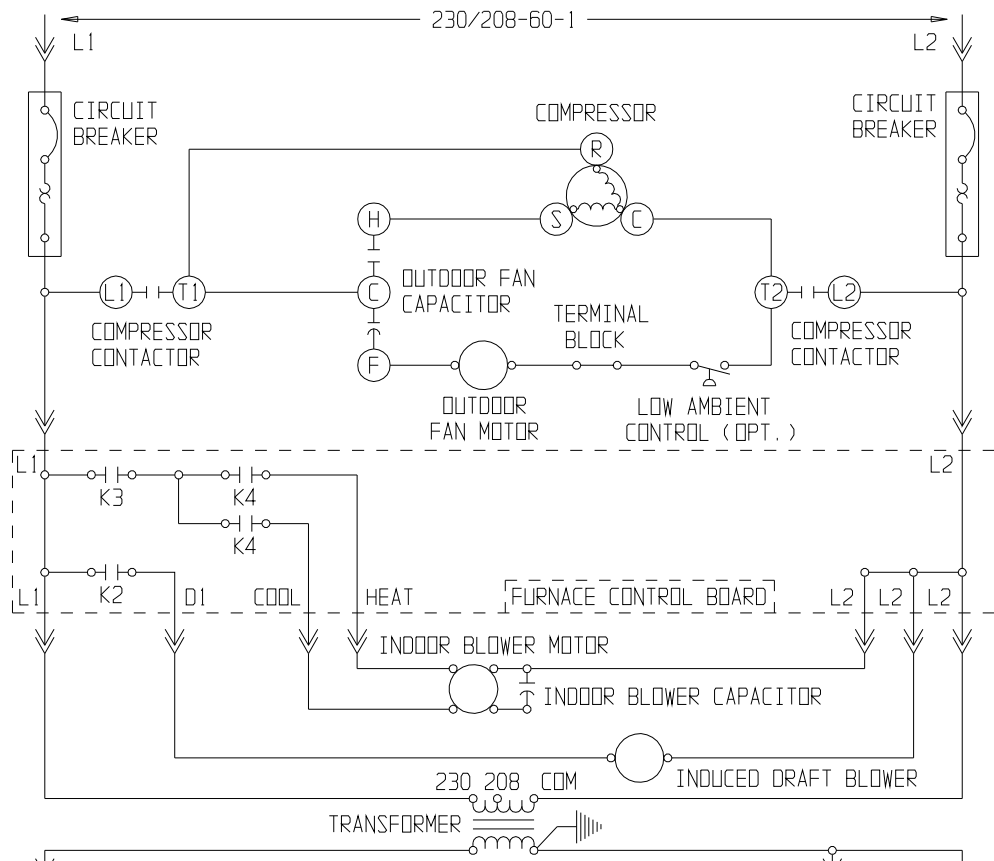 230/208-60-1
L1
L2
CIRCUIT
BREAKER
CIRCUIT
BREAKER
COMPRESSOR
R
H
S
C
OUTDOOR FAN
CAPACITOR
L1
T1
C
T2
L2
COMPRESSOR
CONTACTOR
TERMINAL
BLOCK
COMPRESSOR
CONTACTOR
F
OUTDOOR
FAN MOTOR
LOW AMBIENT
CONTROL (OPT.)
L1
L2
K3
K4
K4
K2
L1
D1
COOL
HEAT
FURNACE CONTROL BOARD
L2
L2
L2
INDOOR BLOWER MOTOR
INDOOR BLOWER CAPACITOR
INDUCED DRAFT BLOWER
230 208 COM
TRANSFORMER